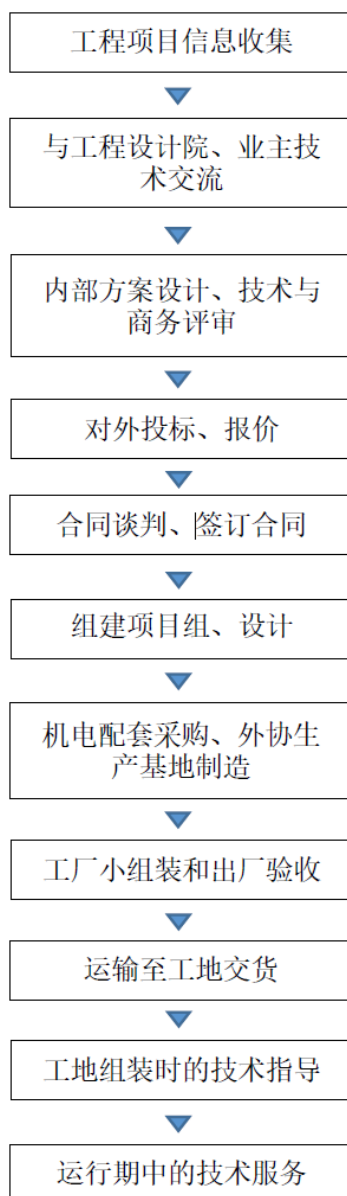 工程项目信息收集
与工程设计院、业主技
术交流
内部方案设计、技术与
商务评审
对外投标、报价
合同谈判、签订合同
组建项目组、设计
机电配套采购、外协生
产基地制造
工厂小组装和出厂验收
运输至工地交货
工地组装时的技术指导
运行期中的技术服务